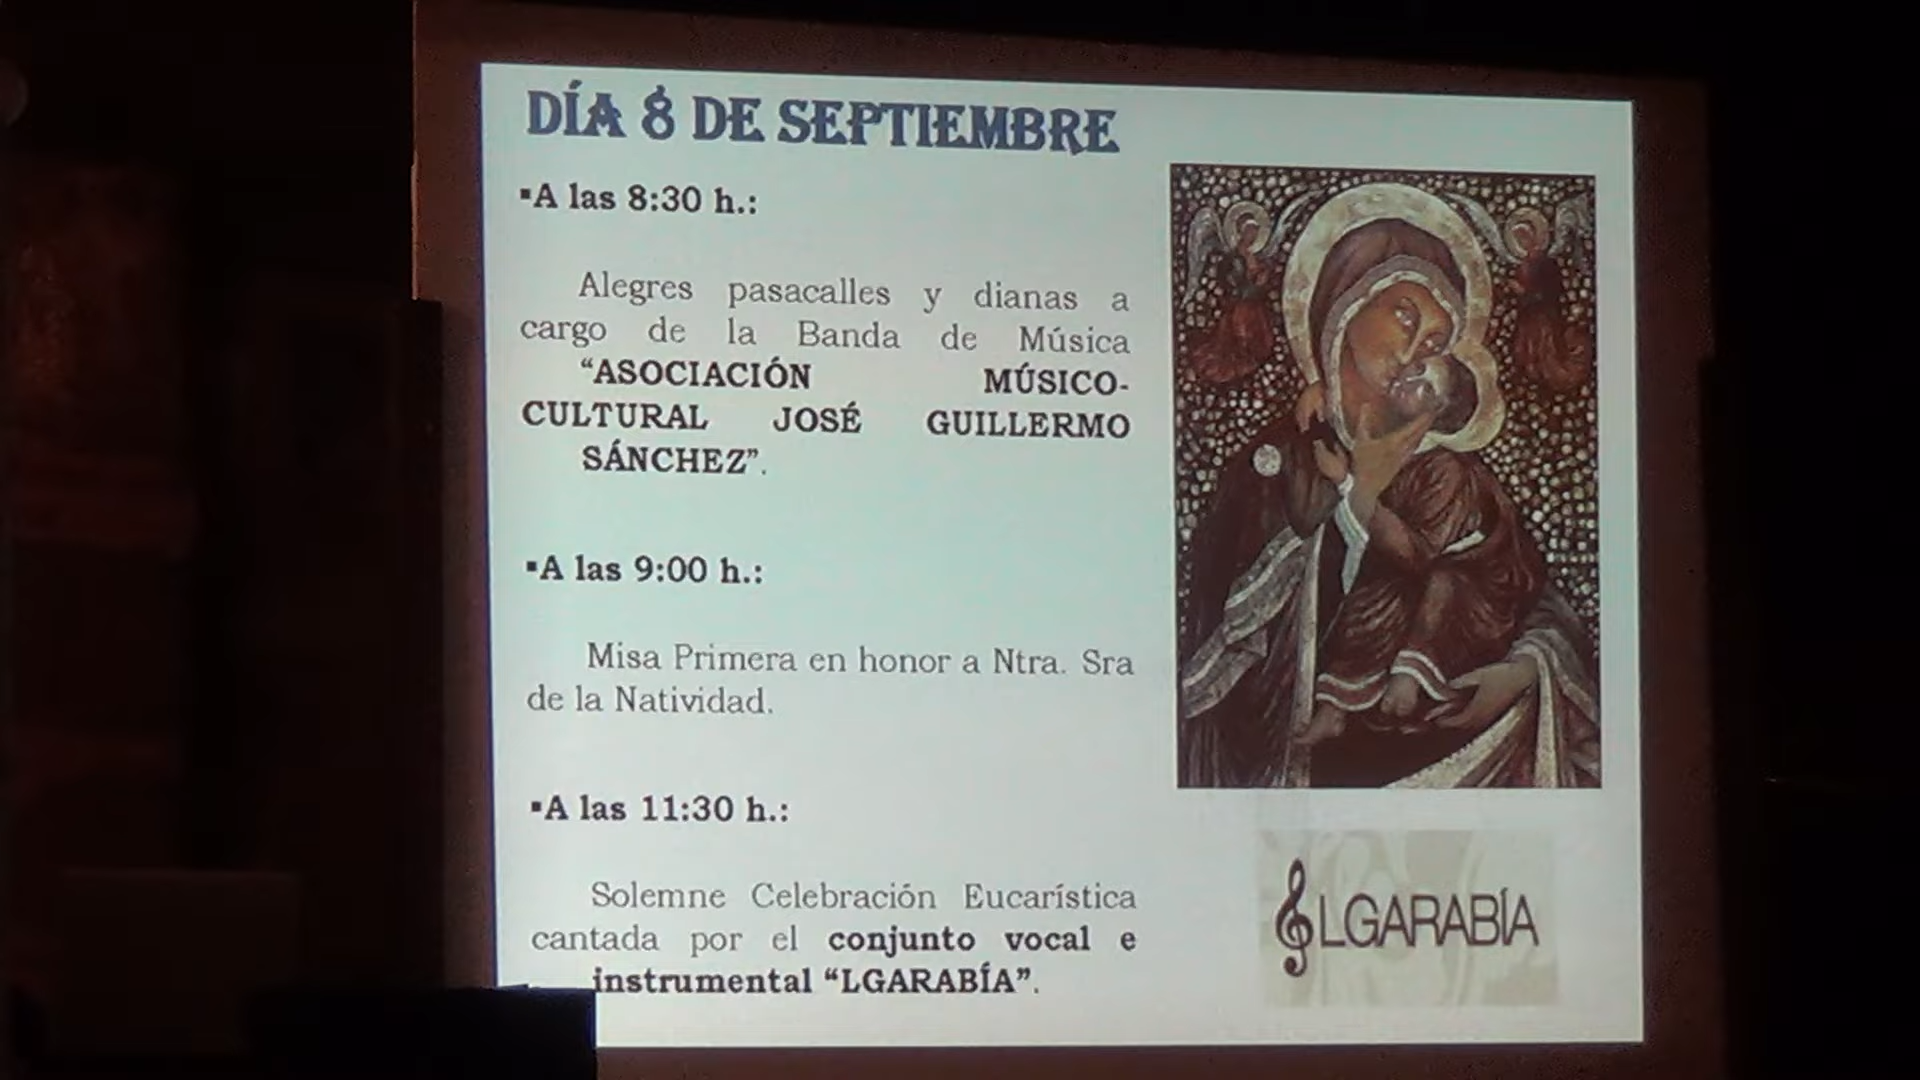 DÍA 8 DE SEPTIEMBRE
▪A las 8:30 h.:
Alegres pasacalles y dianas a
cargo de la Banda de Música
“ASOCIACIÓN MÚSICO-
CULTURAL JOSÉ GUILLERMO
SÁNCHEZ”.
▪A las 9:00 h.:
Misa Primera en honor a Ntra. Sra
de la Natividad.
▪A las 11:30 h.:
Solemne Celebración Eucarística
cantada por el conjunto vocal e
instrumental “LGARABÍA”.
LGARABÍA